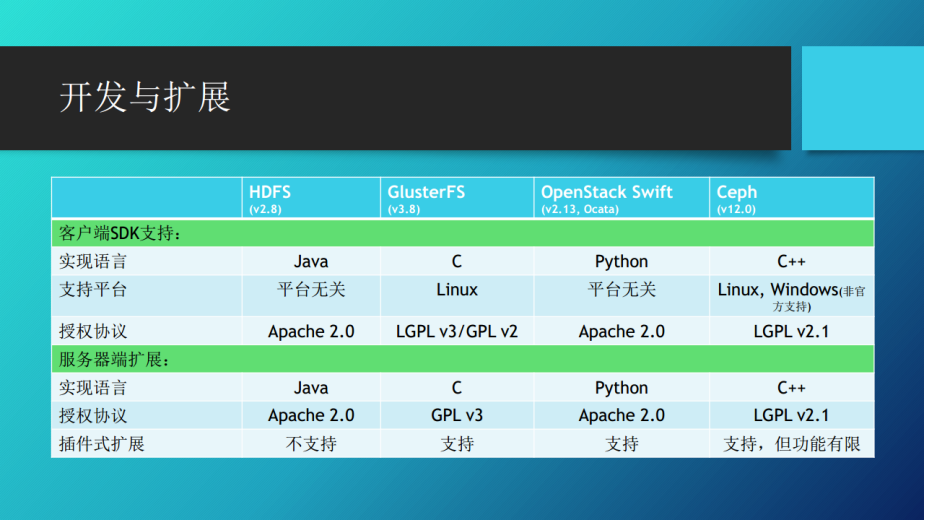 开发与扩展
HDFS GlusterFS OpenStack Swift Ceph
(v2.8) (v3.8) (v2.13, Ocata) (v12.0)
客户端SDK支持:
实现语言 Java C Python C++
支持平台 平台无关 Linux 平台无关 Linux, Windows(非官
方支持)
授权协议 Apache 2.0 LGPL v3/GPL v2 Apache 2.0 LGPL v2.1
服务器端扩展:
实现语言 Java C Python C++
授权协议 Apache 2.0 GPL v3 Apache 2.0 LGPL v2.1
插件式扩展 不支持 支持 支持 支持，但功能有限